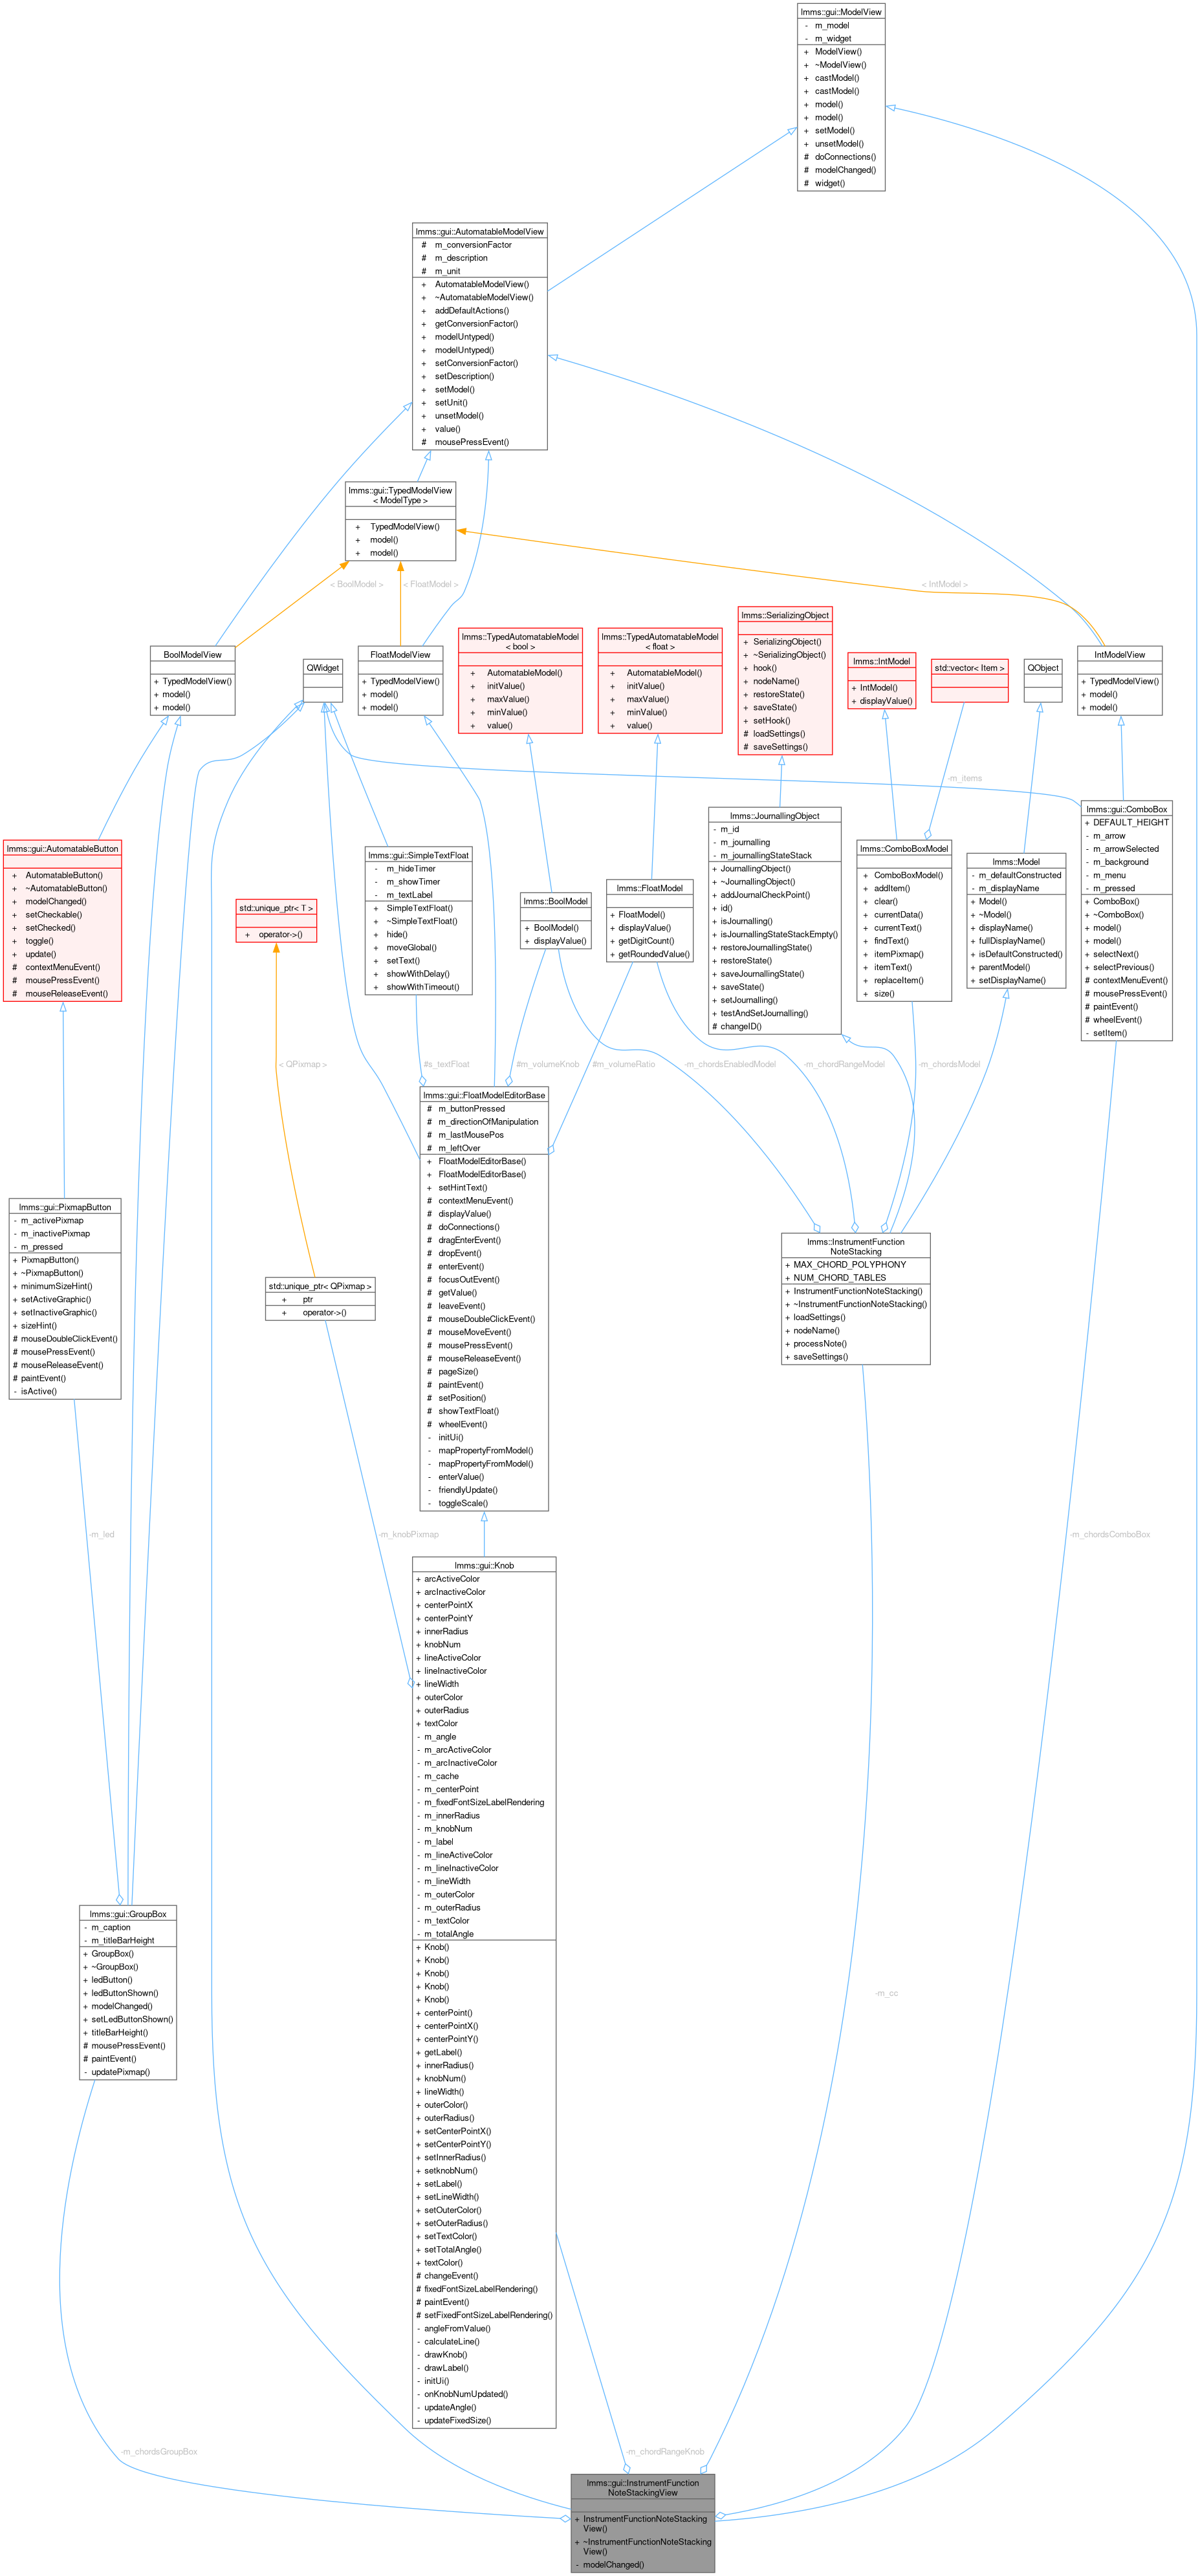 lmms::gui::ModelView
- m_model
- m_widget
+ ModelView()
+ ~ModelView()
+ castModel()
+ castModel()
+ model()
+ model()
+ setModel()
+ unsetModel()
# doConnections()
# modelChanged()
# widget()
lmms::gui::AutomatableModelView
# m_conversionFactor
# m_description
# m_unit
+ AutomatableModelView()
+ ~AutomatableModelView()
+ addDefaultActions()
+ getConversionFactor()
+ modelUntyped()
+ modelUntyped()
+ setConversionFactor()
+ setDescription()
+ setModel()
+ setUnit()
+ unsetModel()
+ value()
# mousePressEvent()
lmms::gui::TypedModelView
< ModelType >
+ TypedModelView()
+ model()
+ model()
< BoolModel >
< FloatModel >
< IntModel >
BoolModelView
+ TypedModelView()
+ model()
+ model()
QWidget
FloatModelView
+ TypedModelView()
+ model()
+ model()
lmms::TypedAutomatableModel
< bool >
+ AutomatableModel()
+ initValue()
+ maxValue()
+ minValue()
+ value()
lmms::TypedAutomatableModel
< float >
+ AutomatableModel()
+ initValue()
+ maxValue()
+ minValue()
+ value()
lmms::SerializingObject
+ SerializingObject()
+ ~SerializingObject()
+ hook()
+ nodeName()
+ restoreState()
+ saveState()
+ setHook()
# loadSettings()
# saveSettings()
lmms::IntModel
+ IntModel()
+ displayValue()
std::vector< Item >
QObject
IntModelView
+ TypedModelView()
+ model()
+ model()
-m_items
lmms::gui::AutomatableButton
+ AutomatableButton()
+ ~AutomatableButton()
+ modelChanged()
+ setCheckable()
+ setChecked()
+ toggle()
+ update()
# contextMenuEvent()
# mousePressEvent()
# mouseReleaseEvent()
std::unique_ptr< T >
+ operator->()
lmms::gui::SimpleTextFloat
- m_hideTimer
- m_showTimer
- m_textLabel
+ SimpleTextFloat()
+ ~SimpleTextFloat()
+ hide()
+ moveGlobal()
+ setText()
+ showWithDelay()
+ showWithTimeout()
lmms::BoolModel
+ BoolModel()
+ displayValue()
lmms::FloatModel
+ FloatModel()
+ displayValue()
+ getDigitCount()
+ getRoundedValue()
lmms::JournallingObject
- m_id
- m_journalling
- m_journallingStateStack
+ JournallingObject()
+ ~JournallingObject()
+ addJournalCheckPoint()
+ id()
+ isJournalling()
+ isJournallingStateStackEmpty()
+ restoreJournallingState()
+ restoreState()
+ saveJournallingState()
+ saveState()
+ setJournalling()
+ testAndSetJournalling()
# changeID()
lmms::ComboBoxModel
+ ComboBoxModel()
+ addItem()
+ clear()
+ currentData()
+ currentText()
+ findText()
+ itemPixmap()
+ itemText()
+ replaceItem()
+ size()
lmms::Model
- m_defaultConstructed
- m_displayName
+ Model()
+ ~Model()
+ displayName()
+ fullDisplayName()
+ isDefaultConstructed()
+ parentModel()
+ setDisplayName()
lmms::gui::ComboBox
+ DEFAULT_HEIGHT
- m_arrow
- m_arrowSelected
- m_background
- m_menu
- m_pressed
+ ComboBox()
+ ~ComboBox()
+ model()
+ model()
+ selectNext()
+ selectPrevious()
# contextMenuEvent()
# mousePressEvent()
# paintEvent()
# wheelEvent()
- setItem()
< QPixmap >
#s_textFloat
#m_volumeKnob
#m_volumeRatio
-m_chordsEnabledModel
-m_chordRangeModel
-m_chordsModel
lmms::gui::FloatModelEditorBase
# m_buttonPressed
# m_directionOfManipulation
# m_lastMousePos
# m_leftOver
+ FloatModelEditorBase()
+ FloatModelEditorBase()
+ setHintText()
# contextMenuEvent()
# displayValue()
# doConnections()
# dragEnterEvent()
# dropEvent()
# enterEvent()
# focusOutEvent()
# getValue()
# leaveEvent()
# mouseDoubleClickEvent()
# mouseMoveEvent()
# mousePressEvent()
# mouseReleaseEvent()
# pageSize()
# paintEvent()
# setPosition()
# showTextFloat()
# wheelEvent()
- initUi()
- mapPropertyFromModel()
- mapPropertyFromModel()
- enterValue()
- friendlyUpdate()
- toggleScale()
lmms::gui::PixmapButton
- m_activePixmap
- m_inactivePixmap
- m_pressed
+ PixmapButton()
+ ~PixmapButton()
+ minimumSizeHint()
+ setActiveGraphic()
+ setInactiveGraphic()
+ sizeHint()
# mouseDoubleClickEvent()
# mousePressEvent()
# mouseReleaseEvent()
# paintEvent()
- isActive()
std::unique_ptr< QPixmap >
+ ptr
+ operator->()
lmms::InstrumentFunction
NoteStacking
+ MAX_CHORD_POLYPHONY
+ NUM_CHORD_TABLES
+ InstrumentFunctionNoteStacking()
+ ~InstrumentFunctionNoteStacking()
+ loadSettings()
+ nodeName()
+ processNote()
+ saveSettings()
-m_led
-m_knobPixmap
-m_chordsComboBox
lmms::gui::Knob
+ arcActiveColor
+ arcInactiveColor
+ centerPointX
+ centerPointY
+ innerRadius
+ knobNum
+ lineActiveColor
+ lineInactiveColor
+ lineWidth
+ outerColor
+ outerRadius
+ textColor
- m_angle
- m_arcActiveColor
- m_arcInactiveColor
- m_cache
- m_centerPoint
- m_fixedFontSizeLabelRendering
- m_innerRadius
- m_knobNum
- m_label
- m_lineActiveColor
- m_lineInactiveColor
- m_lineWidth
- m_outerColor
- m_outerRadius
- m_textColor
- m_totalAngle
+ Knob()
+ Knob()
+ Knob()
+ Knob()
+ Knob()
+ centerPoint()
+ centerPointX()
+ centerPointY()
+ getLabel()
+ innerRadius()
+ knobNum()
+ lineWidth()
+ outerColor()
+ outerRadius()
+ setCenterPointX()
+ setCenterPointY()
+ setInnerRadius()
+ setknobNum()
+ setLabel()
+ setLineWidth()
+ setOuterColor()
+ setOuterRadius()
+ setTextColor()
+ setTotalAngle()
+ textColor()
# changeEvent()
# fixedFontSizeLabelRendering()
# paintEvent()
# setFixedFontSizeLabelRendering()
- angleFromValue()
- calculateLine()
- drawKnob()
- drawLabel()
- initUi()
- onKnobNumUpdated()
- updateAngle()
- updateFixedSize()
lmms::gui::GroupBox
- m_caption
- m_titleBarHeight
+ GroupBox()
+ ~GroupBox()
+ ledButton()
+ ledButtonShown()
+ modelChanged()
+ setLedButtonShown()
+ titleBarHeight()
# mousePressEvent()
# paintEvent()
- updatePixmap()
-m_cc
-m_chordsGroupBox
-m_chordRangeKnob
lmms::gui::InstrumentFunction
NoteStackingView
+ InstrumentFunctionNoteStacking
View()
+ ~InstrumentFunctionNoteStacking
View()
- modelChanged()